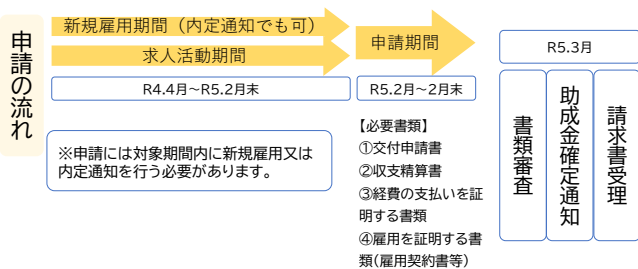 申請の流れ
新規雇用期間（内定通知でも可）
求人活動期間
R4.4月～R5.2月末
※申請には対象期間内に新規雇用又は
内定通知を行う必要があります。
申請期間
R5.2月～2月末
【必要書類】
①交付申請書
②収支精算書
③経費の支払いを証
明する書類
④雇用を証明する書
類(雇用契約書等)
R5.3月
書類審査
助成金確定通知
請求書受理